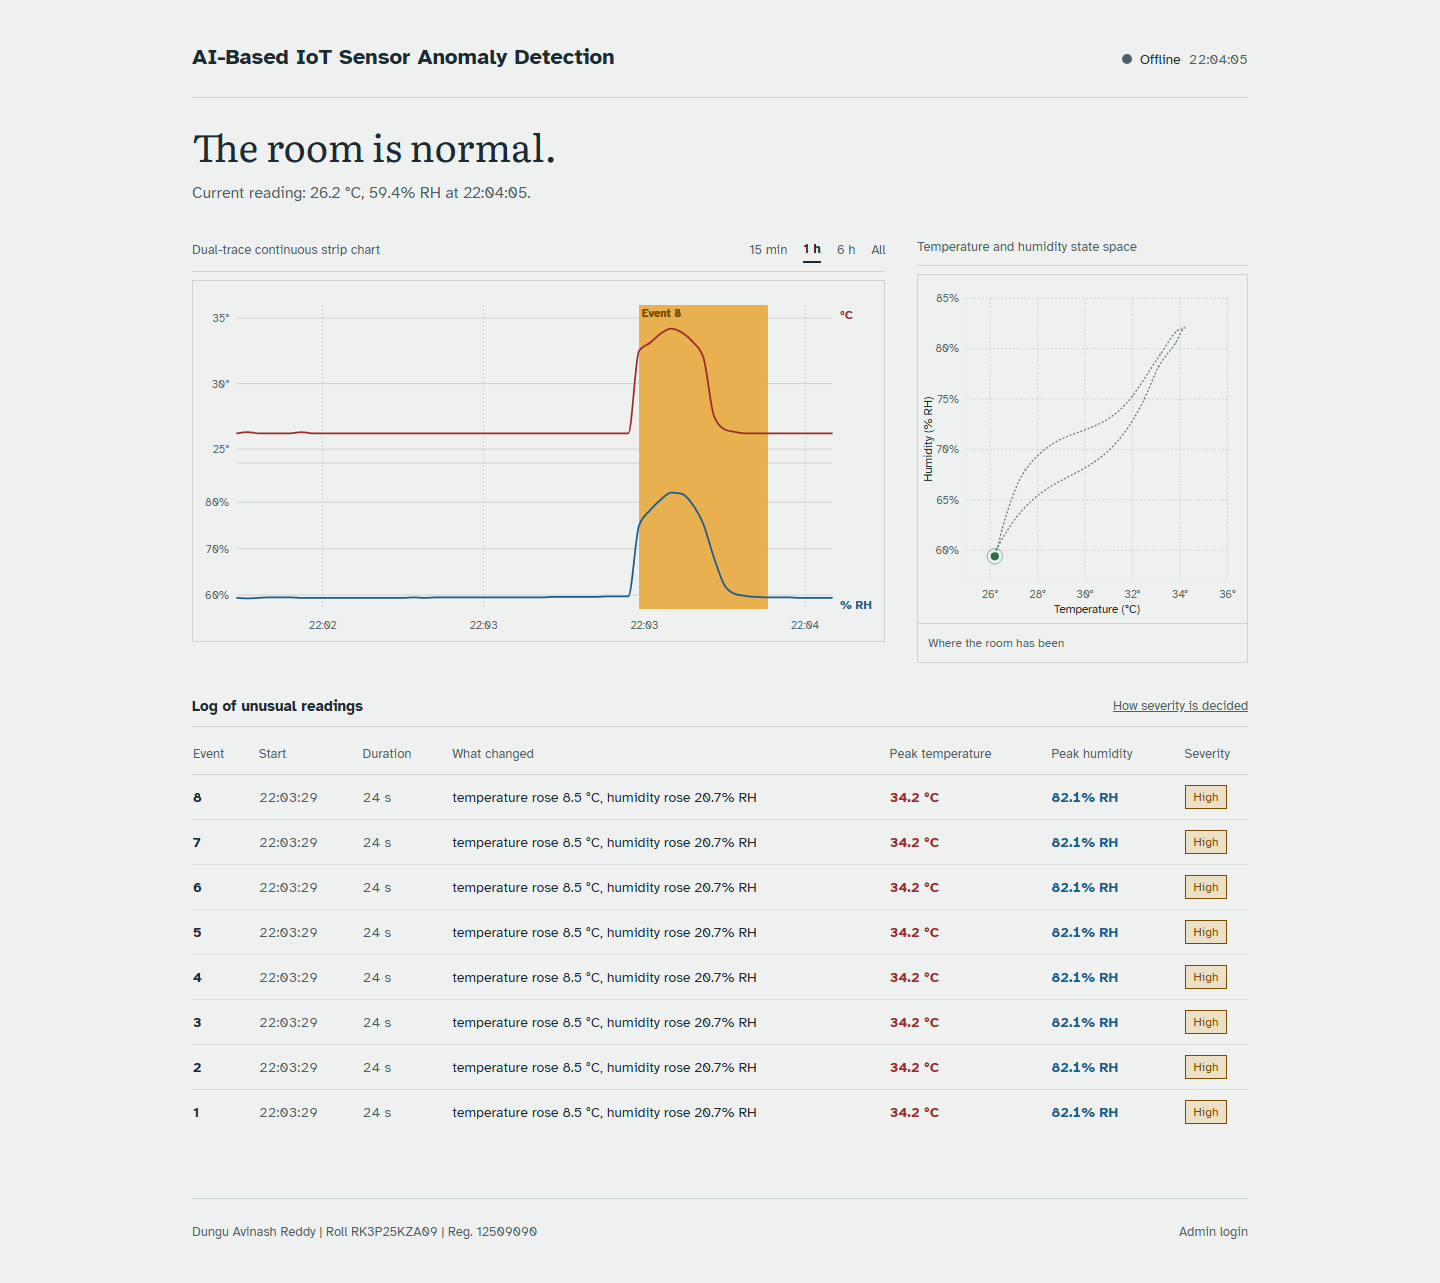 AI-Based IoT Sensor Anomaly Detection
Offline 22:04:05
The room is normal.
Current reading: 26.2 °C, 59.4% RH at 22:04:05.
Dual-trace continuous strip chart
15 min 1 h 6 h All
35°
30°
25°
80%
70%
60%
Event
°C
% RH
22:02 22:03 22:03 22:04
Temperature and humidity state space
85%
80%
75%
70%
65%
60%
Humidity (% RH)
26° 28° 30° 32° 34° 36°
Temperature (°C)
Where the room has been
Log of unusual readings
How severity is decided
Event Start Duration What changed Peak temperature Peak humidity Severity
8 22:03:29 24 s temperature rose 8.5 °C, humidity rose 20.7% RH 34.2 °C 82.1% RH High
7 22:03:29 24 s temperature rose 8.5 °C, humidity rose 20.7% RH 34.2 °C 82.1% RH High
6 22:03:29 24 s temperature rose 8.5 °C, humidity rose 20.7% RH 34.2 °C 82.1% RH High
5 22:03:29 24 s temperature rose 8.5 °C, humidity rose 20.7% RH 34.2 °C 82.1% RH High
4 22:03:29 24 s temperature rose 8.5 °C, humidity rose 20.7% RH 34.2 °C 82.1% RH High
3 22:03:29 24 s temperature rose 8.5 °C, humidity rose 20.7% RH 34.2 °C 82.1% RH High
2 22:03:29 24 s temperature rose 8.5 °C, humidity rose 20.7% RH 34.2 °C 82.1% RH High
1 22:03:29 24 s temperature rose 8.5 °C, humidity rose 20.7% RH 34.2 °C 82.1% RH High
Dungu Avinash Reddy | Roll RK3P25KZA09 | Reg. 12509090
Admin login